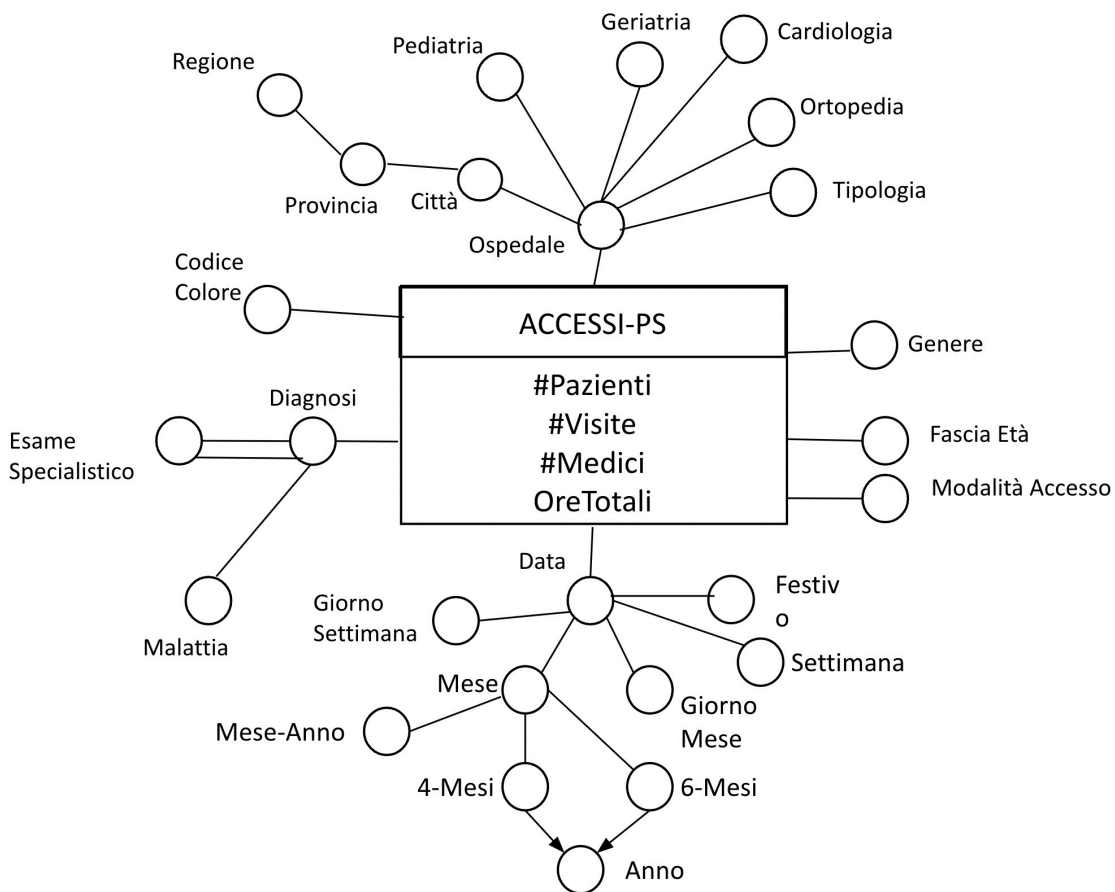 Geriatria
Cardiologia
Pediatria
Regione
Ortopedia
Tipologia
Provincia
Città
Ospedale
Codice
Colore
ACCESSI-PS
Genere
#Pazienti
#Visite
#Medici
OreTotali
Diagnosi
Esame
Specialistico
Fascia Età
Modalità Accesso
Malattia
Data
Giorno
Settimana
Festiv
o
Settimana
Mese
Giorno
Mese
Mese-Anno
4-Mesi
6-Mesi
Anno